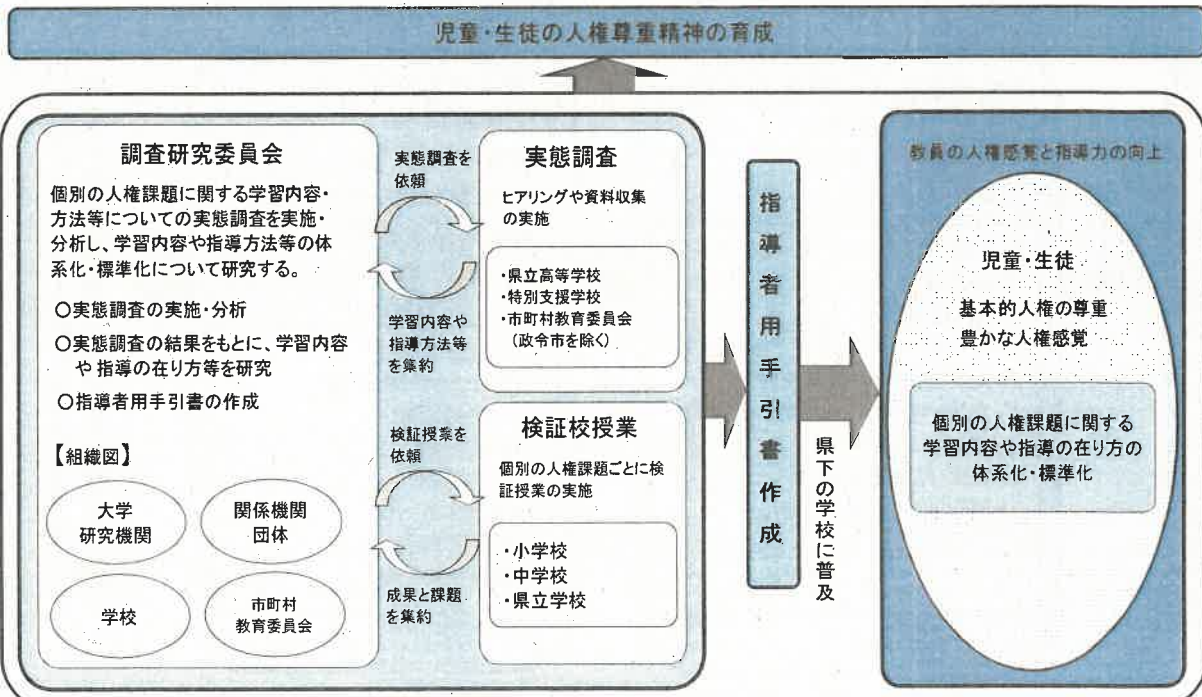 児童・生徒の人権尊重精神の育成
調査研究委員会
個別の人権課題に関する学習内容・
方法等についての実態調査を実施・
分析し、学習内容や指導方法等の体
系化・標準化について研究する。
○実態調査の実施・分析
○実態調査の結果をもとに、学習内容
や 指導の在り方等を研究
○指導者用手引書の作成
【組織図】
大学
研究機関
関係機関
団体
学校
市町村
教育委員会
実態調査を
依頼
学習内容や
指導方法等
を集約
検証授業を
依頼
成果と課題
を集約
実態調査
ヒアリングや資料収集
の実施
・県立高等学校
・特別支援学校
・市町村教育委員会
（政令市を除く）
検証校授業
個別の人権課題ごとに検
証授業の実施
・小学校
・中学校
・県立学校
指導者用手引書作成
県下の学校に普及
教員の人権感覚と指導力の向上
児童・生徒
基本的人権の尊重
豊かな人権感覚
個別の人権課題に関する
学習内容や指導の在り方の
体系化・標準化